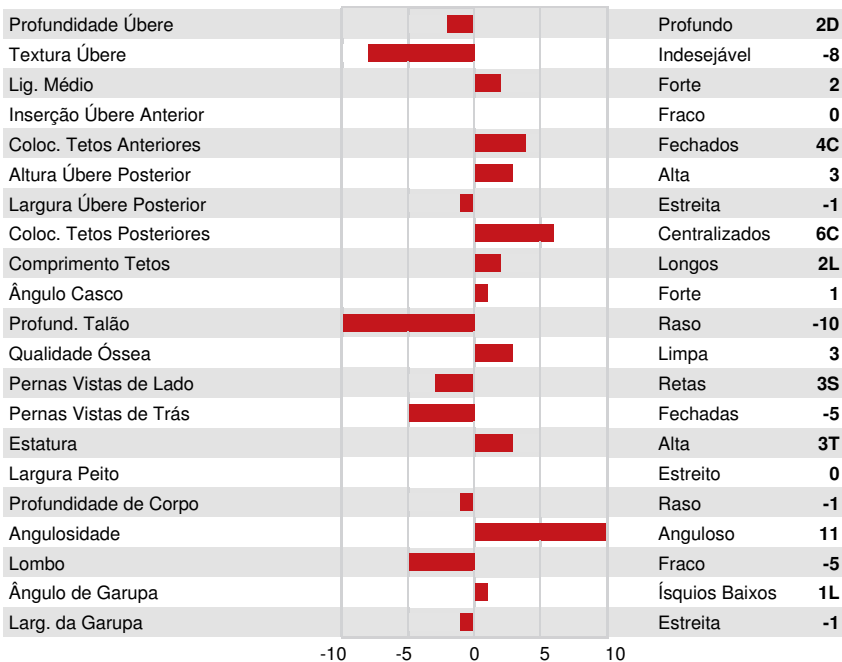 Profundidade Úbere Profundo 2D
Textura Úbere Indesejável -8
Lig. Médio Forte 2
Inserção Úbere Anterior Fraco 0
Coloc. Tetos Anteriores Fechados 4C
Altura Úbere Posterior Alta 3
Largura Úbere Posterior Estreita -1
Coloc. Tetos Posteriores Centralizados 6C
Comprimento Tetos Longos 2L
Ângulo Casco Forte 1
Profund. Talão Raso -10
Qualidade Óssea Limpa 3
Pernas Vistas de Lado Retas 3S
Pernas Vistas de Trás Fechadas -5
Estatura Alta 3T
Largura Peito Estreito 0
Profundidade de Corpo Raso -1
Angulosidade Anguloso 11
Lombo Fraco -5
Ângulo de Garupa Ísquios Baixos 1L
Larg. da Garupa Estreita -1
-10 -5 0 5 10